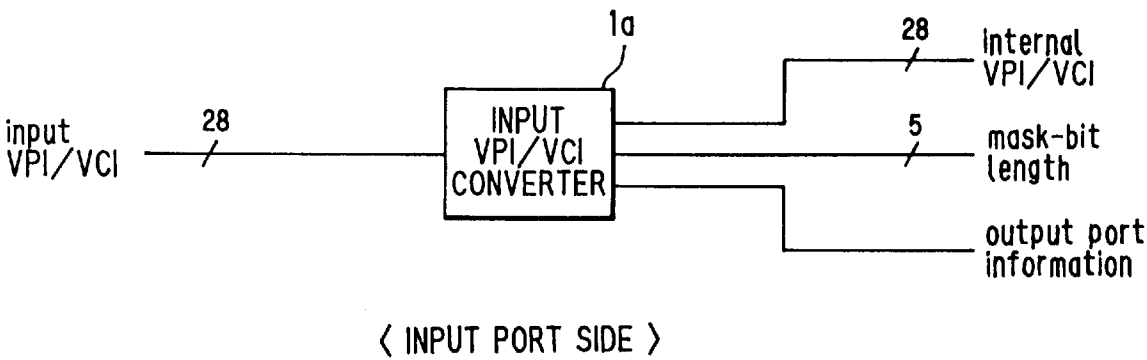 1a
28
internal
VPI/VCI
input
VPI/VCI
28
INPUT
VPI/VCI
CONVERTER
5
mask-bit
length
output port
information
〈 INPUT PORT SIDE 〉